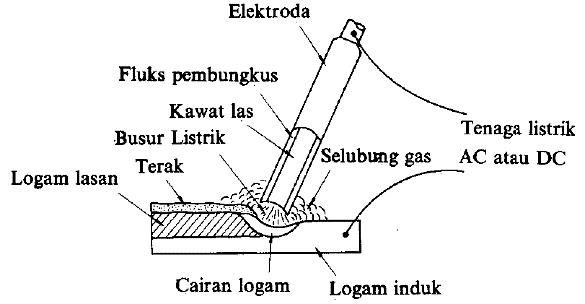 Elektroda
Fluks pembungkus
Kawat las
Busur Listrik
Terak
Logam lasan
Selubung gas
Tenaga listrik
AC atau DC
Cairan logam
Logam induk